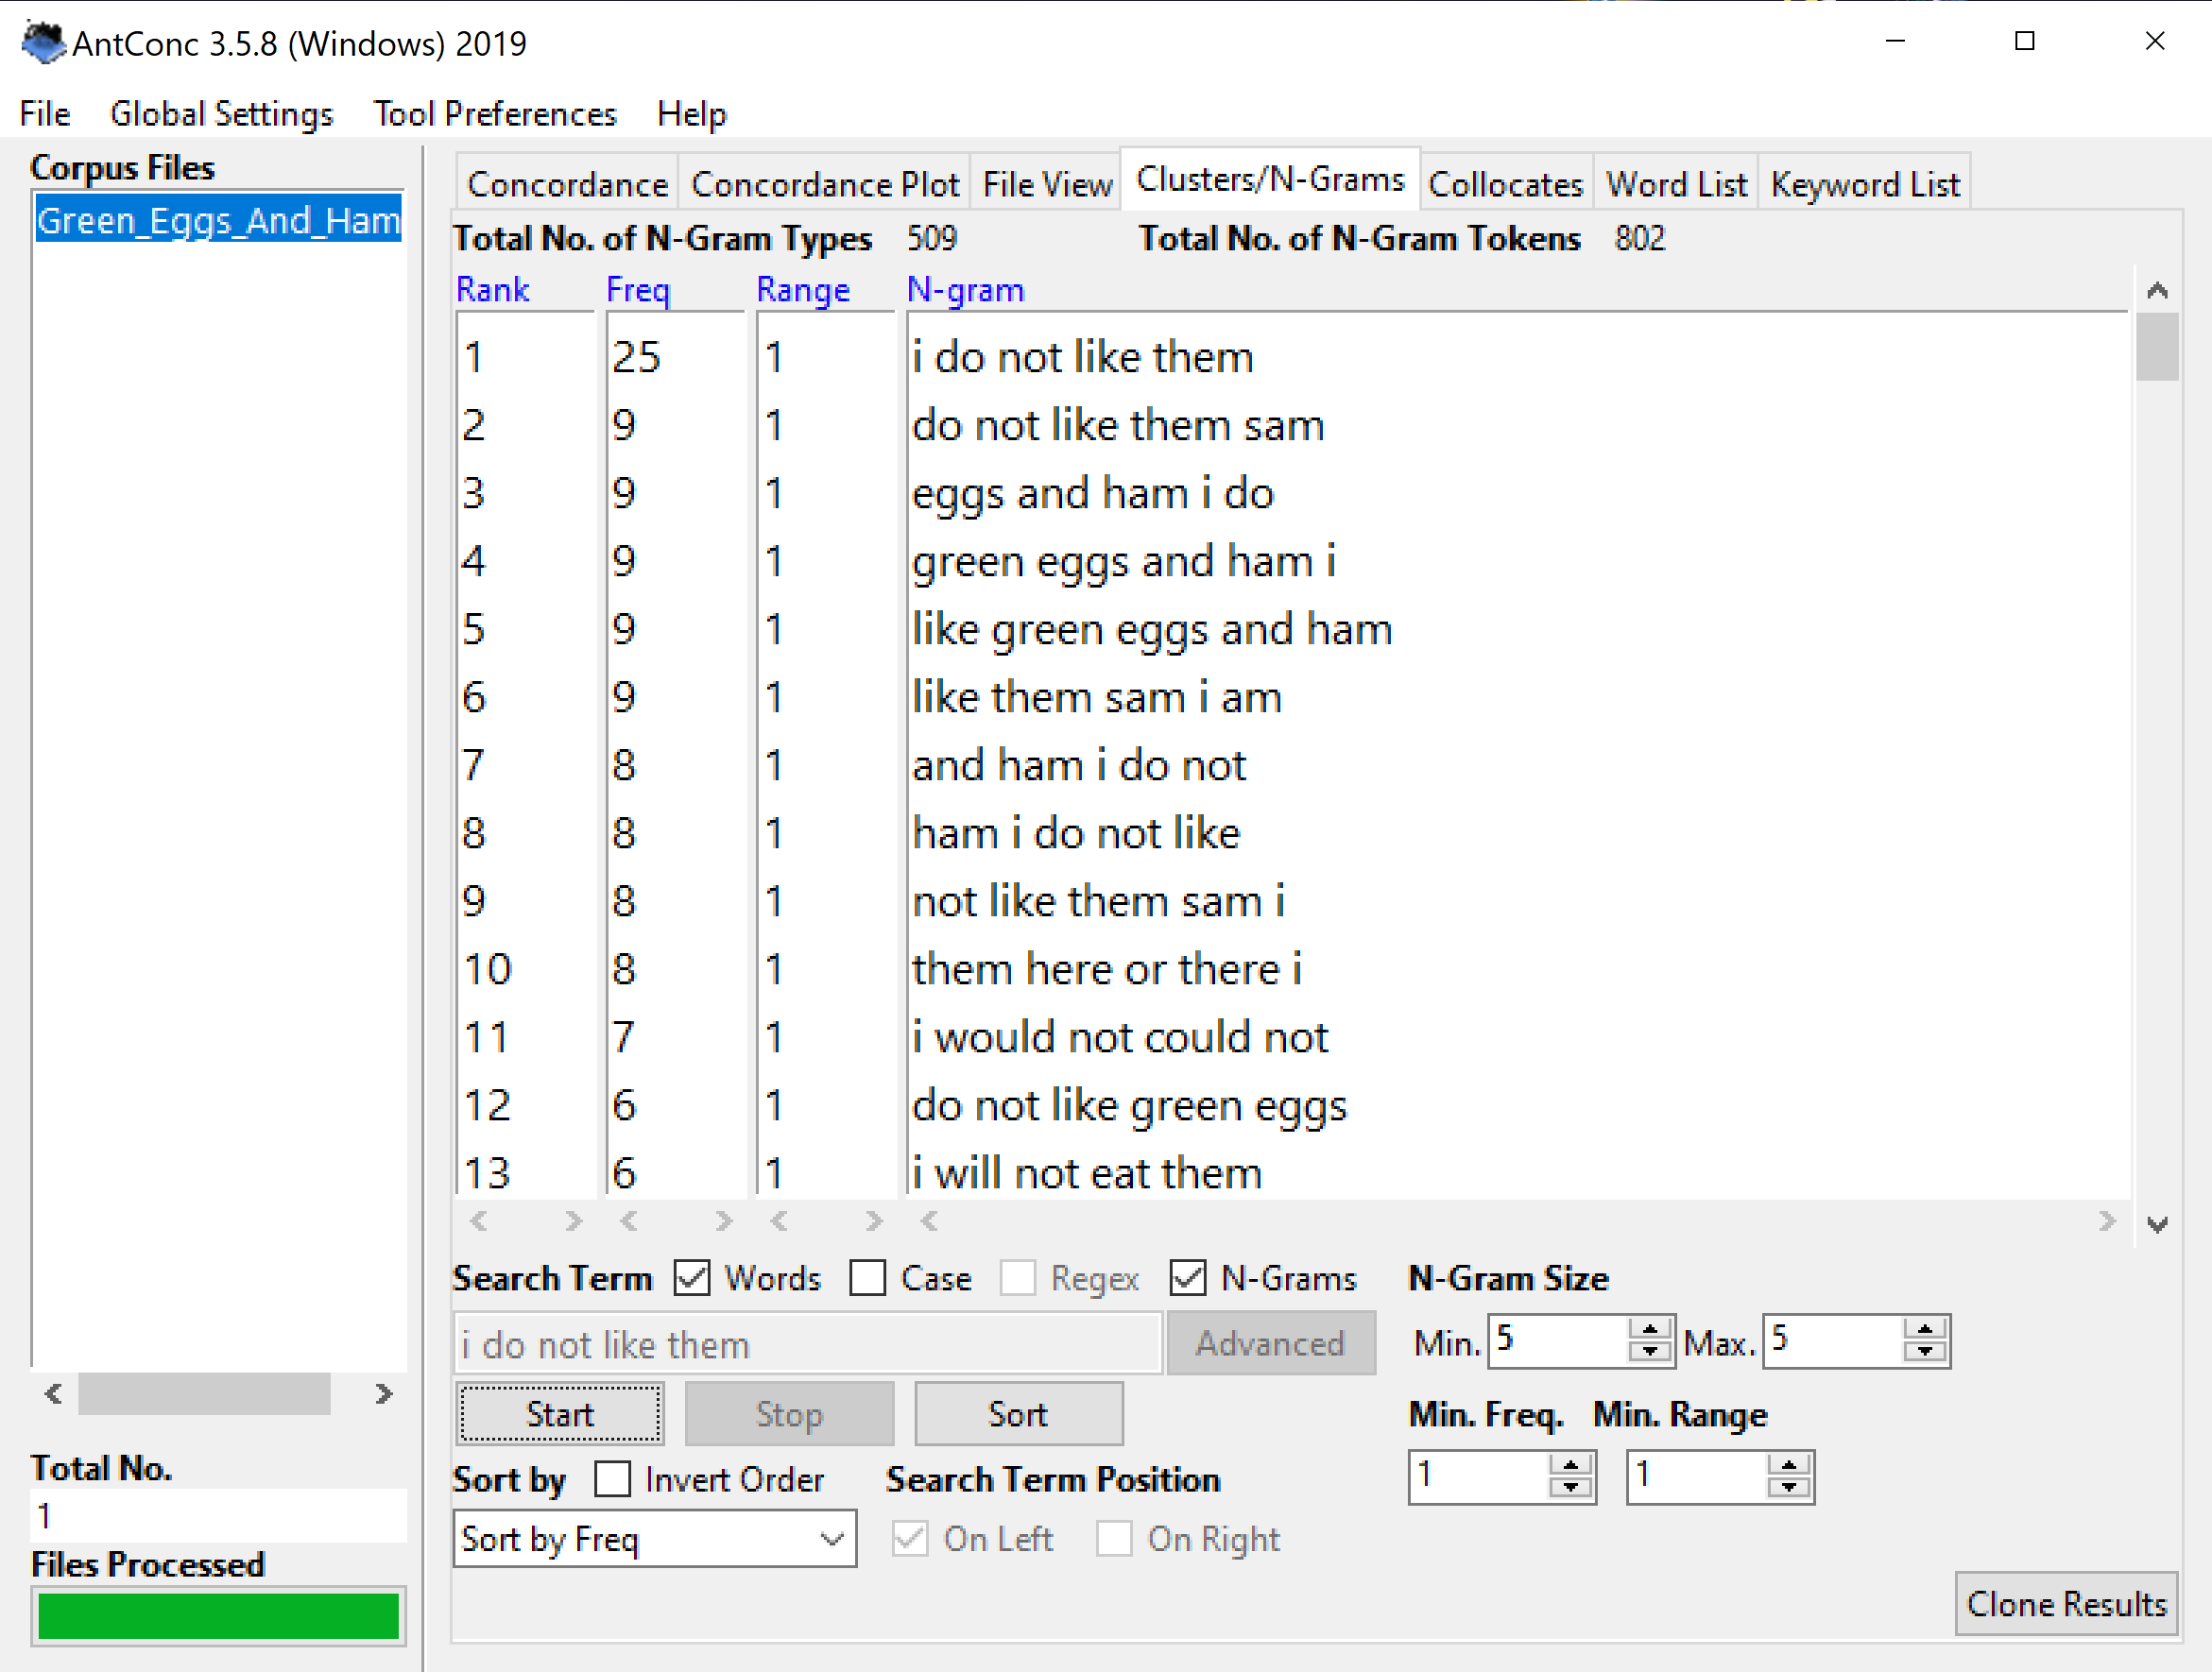 AntConc 3.5.8 (Windows) 2019
File Global Settings Tool Preferences Help
Corpus Files
Green_Eggs_And_Ham
Concordance Concordance Plot File View Clusters/N-Grams Collocates Word List Keyword List
Total No. of N-Gram Types 509 Total No. of N-Gram Tokens 802
Rank Freq Range N-gram
1 25 1 i do not like them
2 9 1 do not like them sam
3 9 1 eggs and ham i do
4 9 1 green eggs and ham i
5 9 1 like green eggs and ham
6 9 1 like them sam i am
7 8 1 and ham i do not
8 8 1 ham i do not like
9 8 1 not like them sam i
10 8 1 them here or there i
11 7 1 i would not could not
12 6 1 do not like green eggs
13 6 1 i will not eat them
Search Term Words Case Regex N-Grams N-Gram Size
i do not like them Advanced Min. 5 Max. 5
Start Stop Sort Min. Freq. Min. Range
1 1
Sort by Invert Order Search Term Position
Sort by Freq On Left On Right
Total No.
1
Files Processed
Clone Results